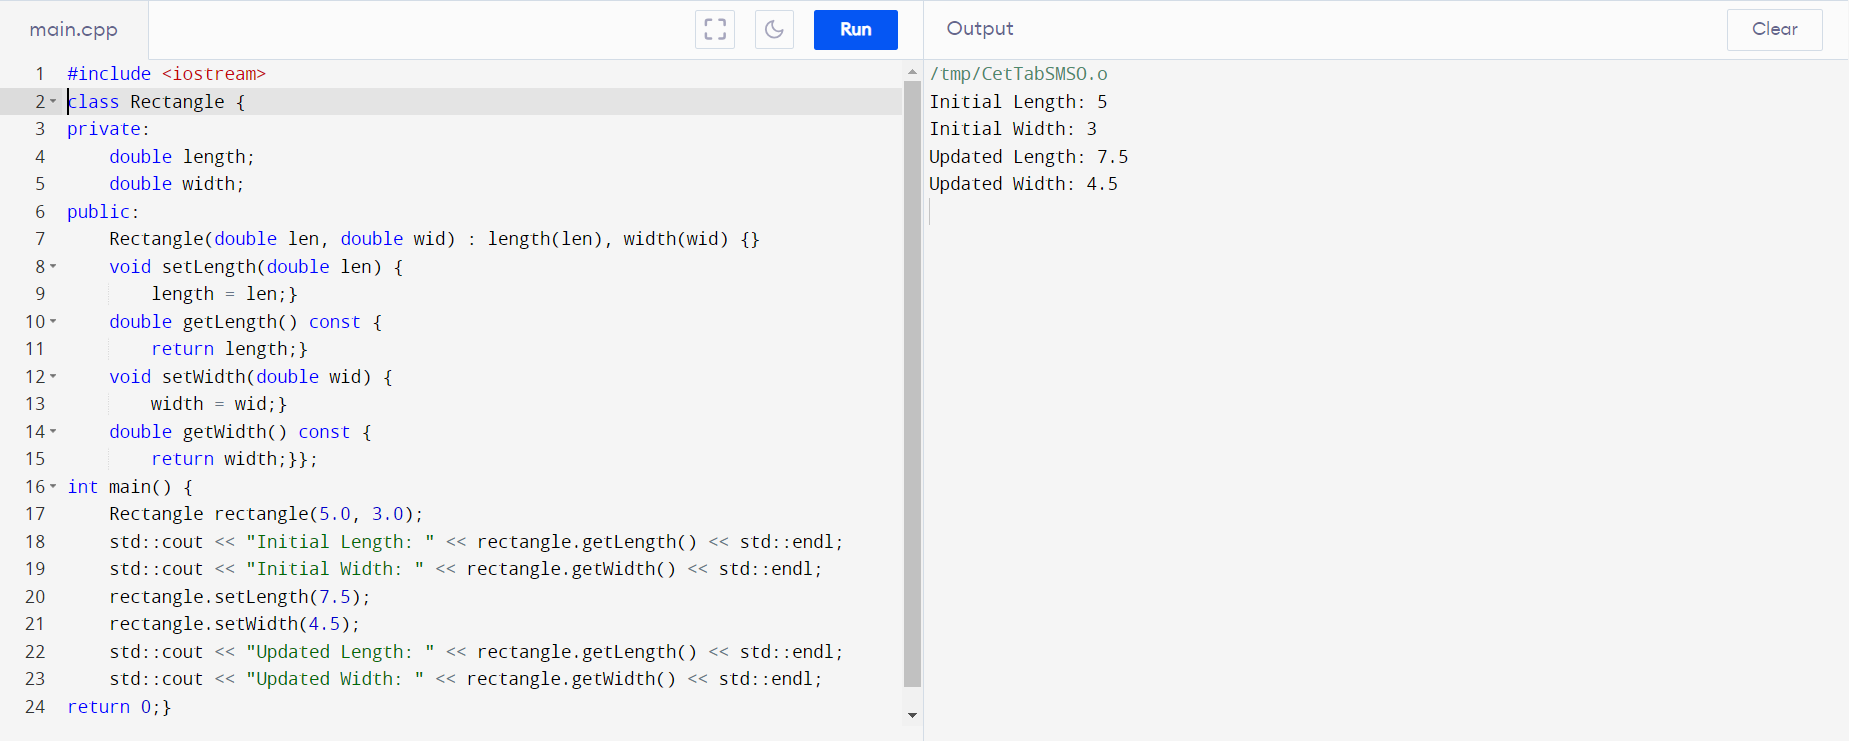 main.cpp
Run
1 #include <iostream>
2 class Rectangle {
3 private:
4     double length;
5     double width;
6 public:
7     Rectangle(double len, double wid) : length(len), width(wid) {}
8     void setLength(double len) {
9         length = len;}
10     double getLength() const {
11         return length;}
12     void setWidth(double wid) {
13         width = wid;}
14     double getWidth() const {
15         return width;}};
16 int main() {
17     Rectangle rectangle(5.0, 3.0);
18     std::cout << "Initial Length: " << rectangle.getLength() << std::endl;
19     std::cout << "Initial Width: " << rectangle.getWidth() << std::endl;
20     rectangle.setLength(7.5);
21     rectangle.setWidth(4.5);
22     std::cout << "Updated Length: " << rectangle.getLength() << std::endl;
23     std::cout << "Updated Width: " << rectangle.getWidth() << std::endl;
24 return 0;}
Output
Clear
/tmp/CetTabSMSO.o
Initial Length: 5
Initial Width: 3
Updated Length: 7.5
Updated Width: 4.5